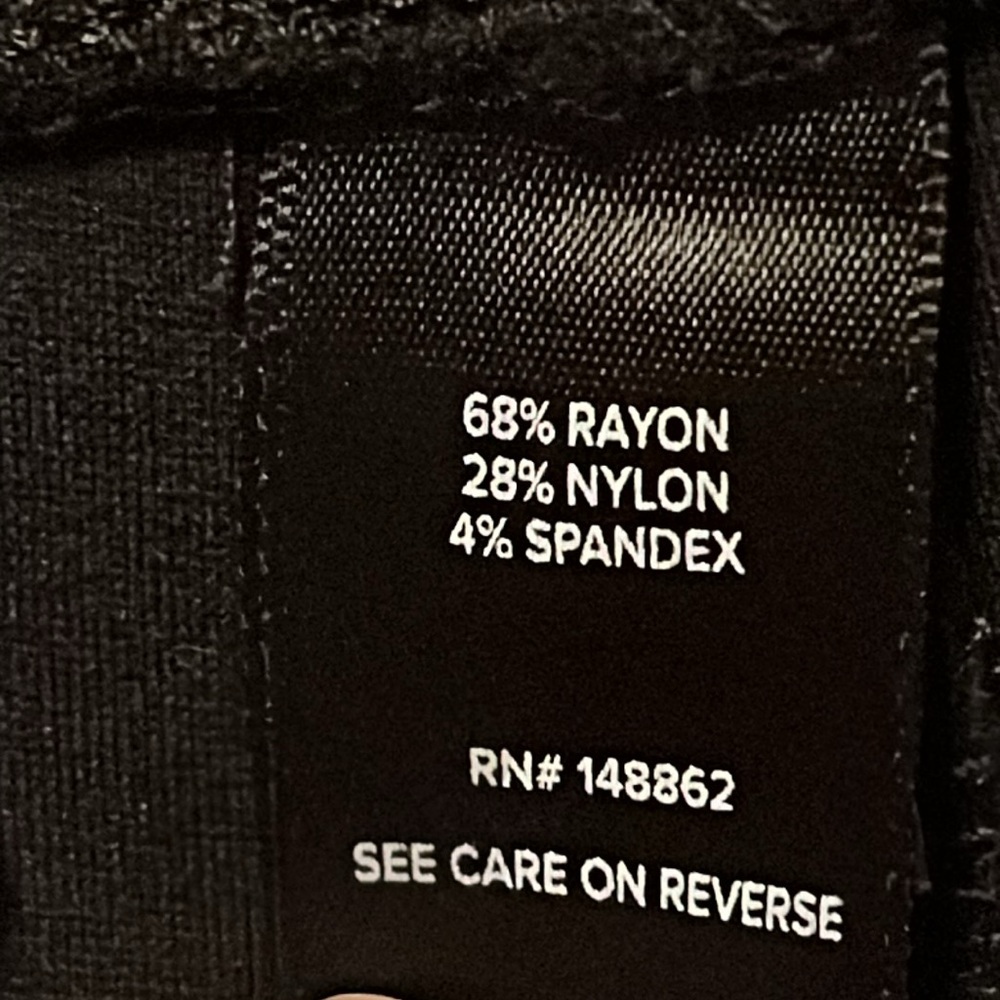 68% RAYON
28% NYLON
4% SPANDEX
RN# 148862
SEE CARE ON REVERSE